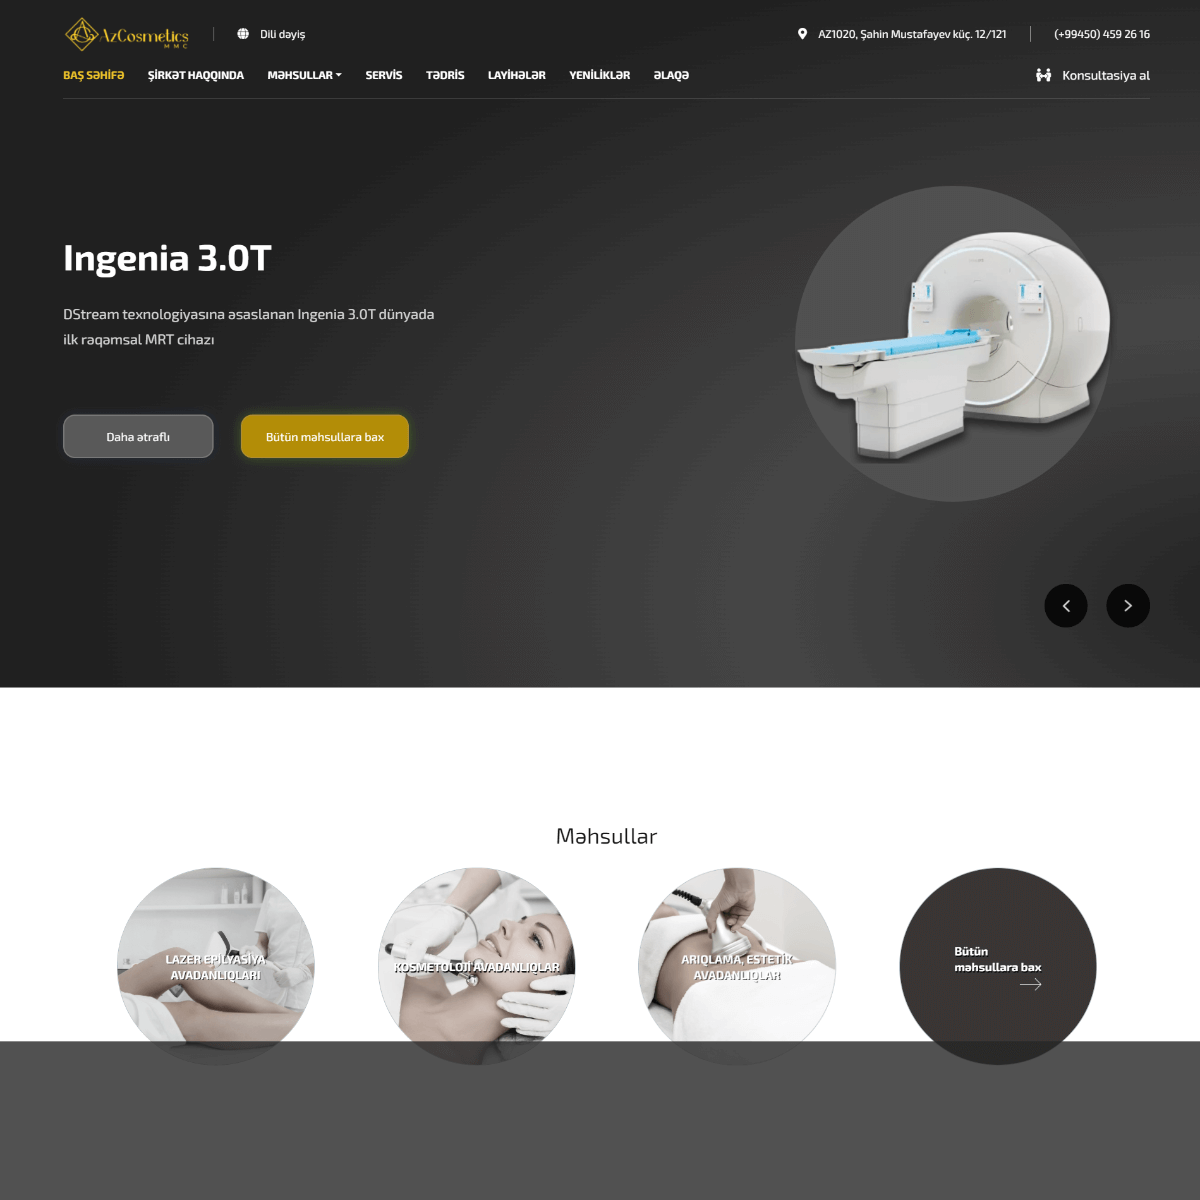 AzCosmetics
MMC
Dili dəyiş
AZ1020, Şahin Mustafayev küç. 12/121
(+99450) 459 26 16
BAŞ SƏHİFƏ
ŞİRKƏT HAQQINDA
MƏHSULLAR
SERVİS
TƏDRİS
LAYİHƏLƏR
YENİLİKLƏR
ƏLAQƏ
Konsultasiya al
Ingenia 3.0T
DStream texnologiyasına əsaslanan Ingenia 3.0T dünyada
ilk rəqəmsal MRT cihazı
Daha ətraflı
Bütün məhsullara bax
Məhsullar
LAZER EPİLYASİYA
AVADANLIQLARI
KOSMETOLOJİ AVADANLIQLAR
ARIQLAMA, ESTETİK
AVADANLIQLAR
Bütün
məhsullara bax